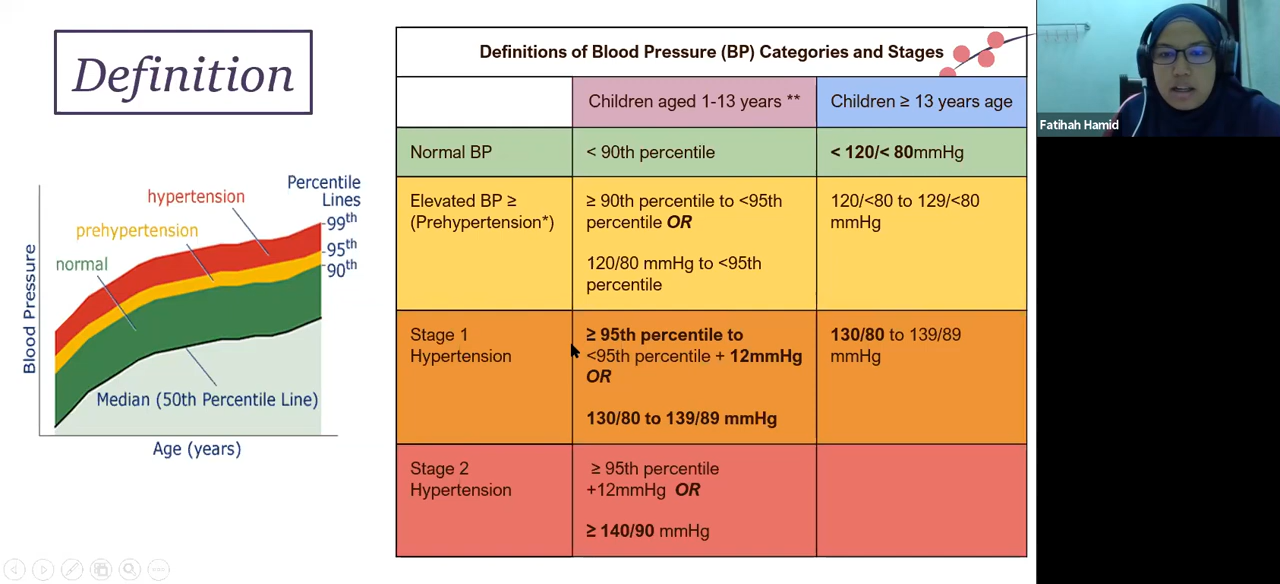 Definition
Percentile
Lines
hypertension
99th
prehypertension
95th
normal
90th
Blood Pressure
Median (50th Percentile Line)
Age (years)
Definitions of Blood Pressure (BP) Categories and Stages
Children aged 1-13 years **
Children ≥ 13 years age
Normal BP
< 90th percentile
< 120/< 80mmHg
Elevated BP ≥
(Prehypertension*)
≥ 90th percentile to <95th
percentile OR
120/80 mmHg to <95th
percentile
120/<80 to 129/<80
mmHg
Stage 1
Hypertension
≥ 95th percentile to
<95th percentile + 12mmHg
OR
130/80 to 139/89 mmHg
130/80 to 139/89
mmHg
Stage 2
Hypertension
≥ 95th percentile
+12mmHg OR
≥ 140/90 mmHg
Fatihah Hamid